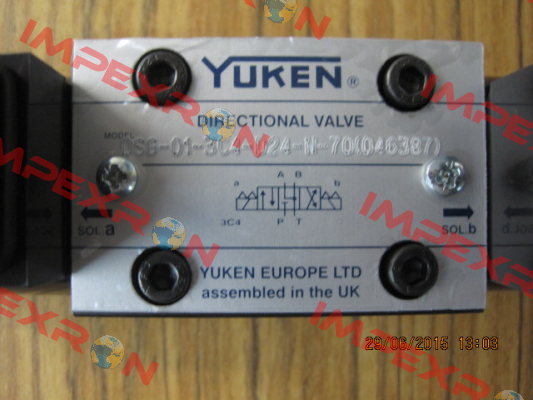 YUKEN®
DIRECTIONAL VALVE
MODEL
DSG-01-3C4-D24-N-70(046387)
A B
a b
3C4 P T
SOL.a SOL.b
YUKEN EUROPE LTD
assembled in the UK
29/06/2015 13:03
IMPEXRON
IMPEXRON
IMPEXRON
IMPEXRON